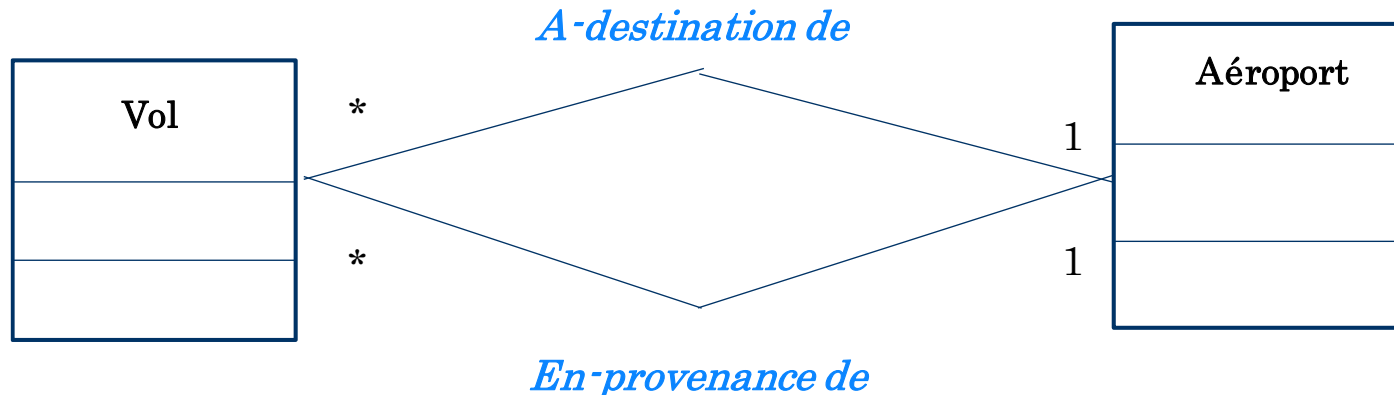 A-destination de
Vol
Aéroport
*
1
*
1
En-provenance de